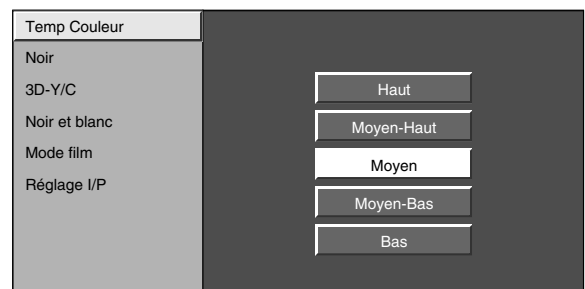 Temp Couleur
Noir
3D-Y/C
Noir et blanc
Mode film
Réglage I/P
Haut
Moyen-Haut
Moyen
Moyen-Bas
Bas